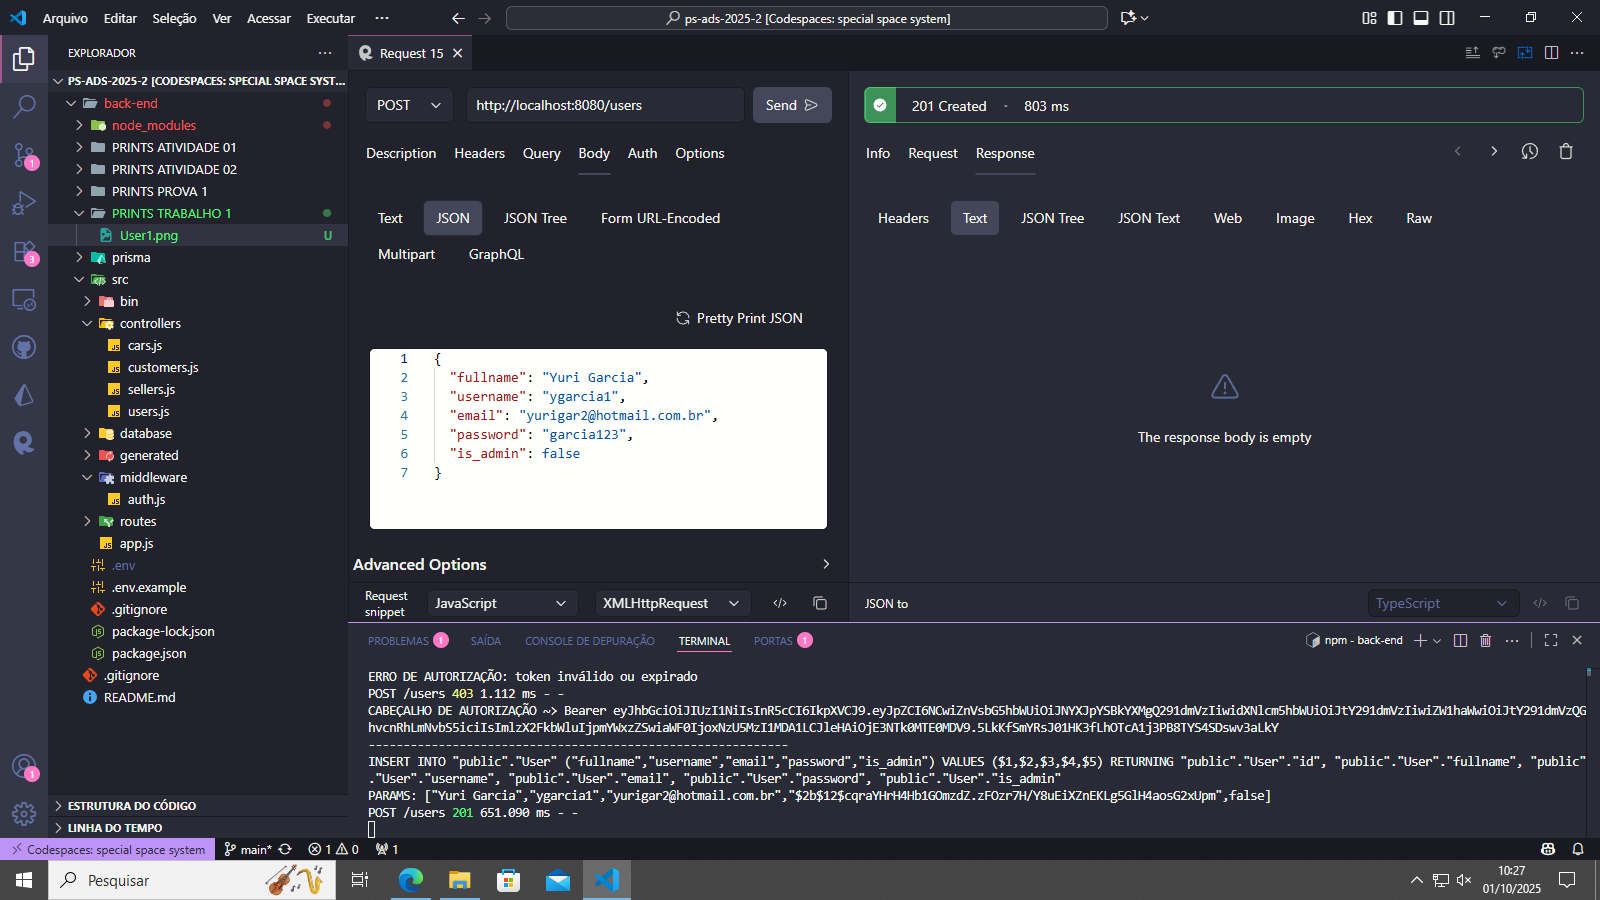 Arquivo Editar Seleção Ver Acessar Executar ···
ps-ads-2025-2 [Codespaces: special space system]
EXPLORADOR
PS-ADS-2025-2 [CODESPACES: SPECIAL SPACE SYST...
back-end
node_modules
PRINTS ATIVIDADE 01
PRINTS ATIVIDADE 02
PRINTS PROVA 1
PRINTS TRABALHO 1
User1.png U
prisma
src
bin
controllers
JS cars.js
JS customers.js
JS sellers.js
JS users.js
database
generated
middleware
JS auth.js
routes
JS app.js
.env
.env.example
.gitignore
package-lock.json
package.json
.gitignore
README.md
ESTRUTURA DO CÓDIGO
LINHA DO TEMPO
1
3
1
Request 15
POST http://localhost:8080/users Send
Description Headers Query Body Auth Options
Text JSON JSON Tree Form URL-Encoded
Multipart GraphQL
Pretty Print JSON
1 {
2 "fullname": "Yuri Garcia",
3 "username": "ygarcia1",
4 "email": "yurigar2@hotmail.com.br",
5 "password": "garcia123",
6 "is_admin": false
7 }
Advanced Options
Request snippet JavaScript XMLHttpRequest
201 Created - 803 ms
Info Request Response
Headers Text JSON Tree JSON Text Web Image Hex Raw
The response body is empty
JSON to TypeScript
PROBLEMAS 1 SAÍDA CONSOLE DE DEPURAÇÃO TERMINAL PORTAS 1
npm - back-end
ERRO DE AUTORIZAÇÃO: token inválido ou expirado
POST /users 403 1.112 ms - -
CABEÇALHO DE AUTORIZAÇÃO ~> Bearer
------------------------------------------------------------
INSERT INTO "public"."User" ("fullname","username","email","password","is_admin") VALUES ($1,$2,$3,$4,$5) RETURNING "public"."User"."id", "public"."User"."fullname", "public"
."User"."username", "public"."User"."email", "public"."User"."password", "public"."User"."is_admin"
PARAMS: ["Yuri Garcia","ygarcia1","yurigar2@hotmail.com.br","$2b$12$cqraYHrH4Hb1GOmzdZ.zFOzr7H/Y8uEiXZnEKLg5GlH4aosG2xUpm",false]
POST /users 201 651.090 ms - -
Codespaces: special space system main* 1 0 1
Pesquisar
10:27
01/10/2025